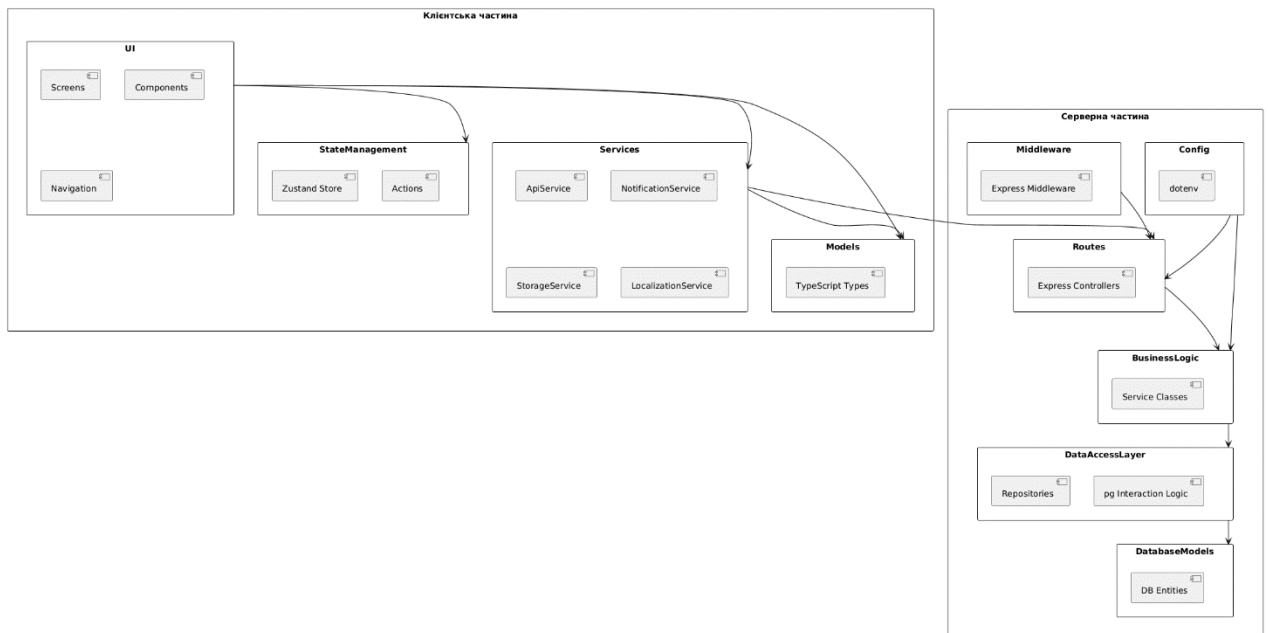 Клієнтська частина
UI
Screens
Components
Navigation
StateManagement
Zustand Store
Actions
Services
ApiService
NotificationService
StorageService
LocalizationService
Models
TypeScript Types
Серверна частина
Middleware
Express Middleware
Config
dotenv
Routes
Express Controllers
BusinessLogic
Service Classes
DataAccessLayer
Repositories
pg Interaction Logic
DatabaseModels
DB Entities